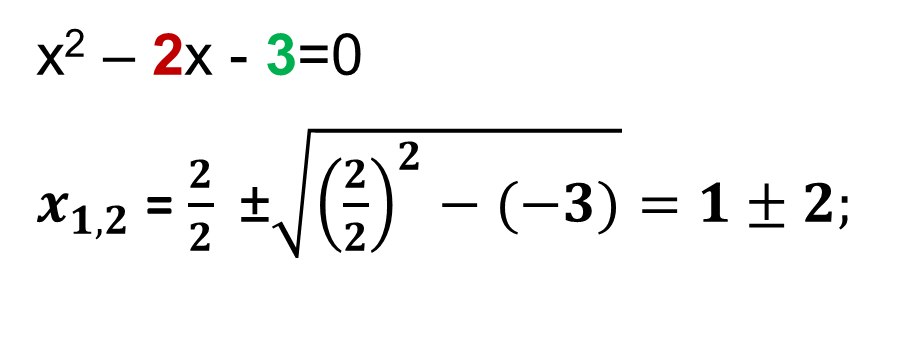 x² – 2x - 3=0
x₁,₂ = 2/2 ± √((2/2)² − (−3)) = 1 ± 2;